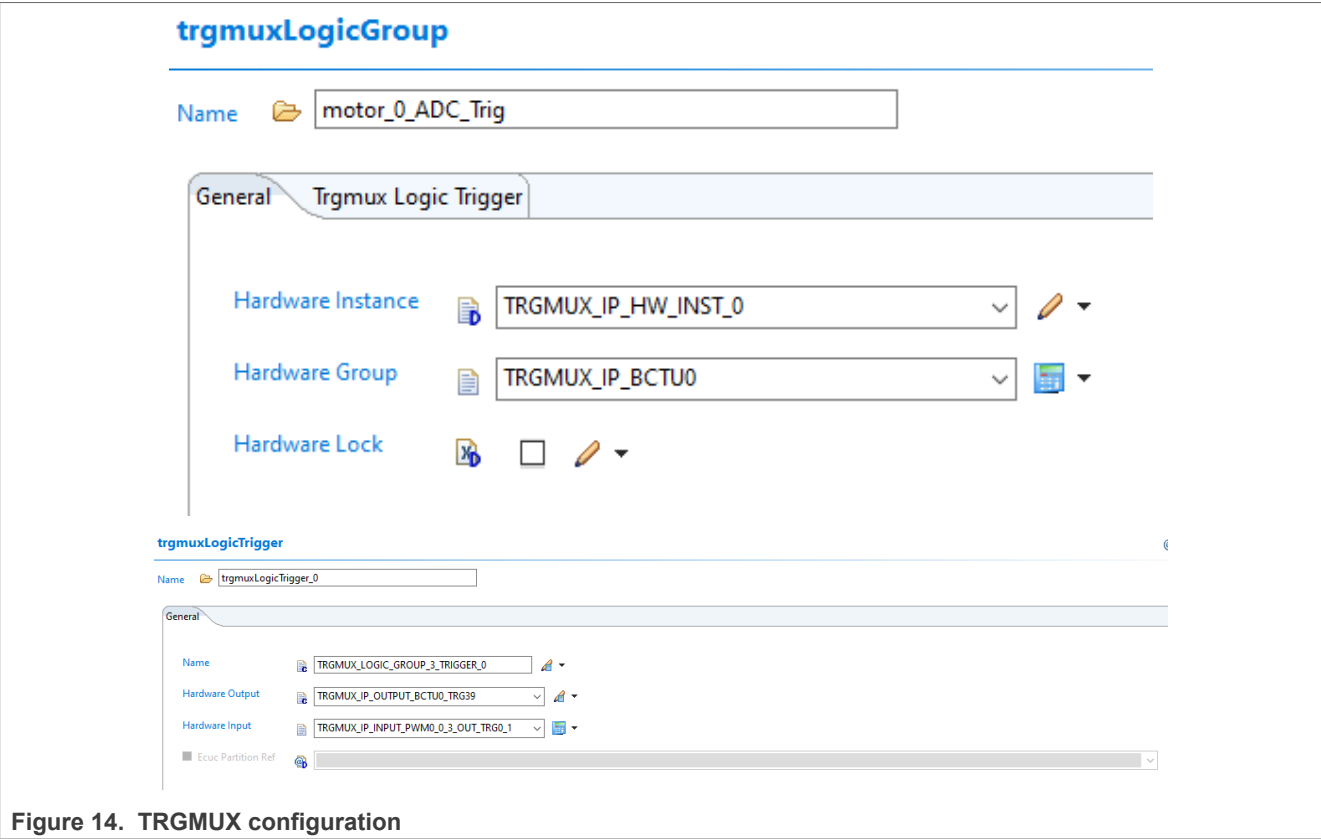 trgmuxLogicGroup
Name motor_0_ADC_Trig
General Trgmux Logic Trigger
Hardware Instance TRGMUX_IP_HW_INST_0
Hardware Group TRGMUX_IP_BCTU0
Hardware Lock
trgmuxLogicTrigger
Name trgmuxLogicTrigger_0
General
Name TRGMUX_LOGIC_GROUP_3_TRIGGER_0
Hardware Output TRGMUX_IP_OUTPUT_BCTU0_TRG39
Hardware Input TRGMUX_IP_INPUT_PWM0_0_3_OUT_TRG0_1
Ecuc Partition Ref
Figure 14. TRGMUX configuration